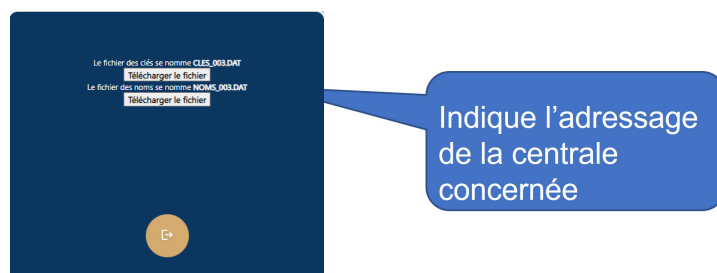 Le fichier des clés se nomme CLES_003.DAT
Télécharger le fichier
Le fichier des noms se nomme NOMS_003.DAT
Télécharger le fichier
Indique l’adressage
de la centrale
concernée